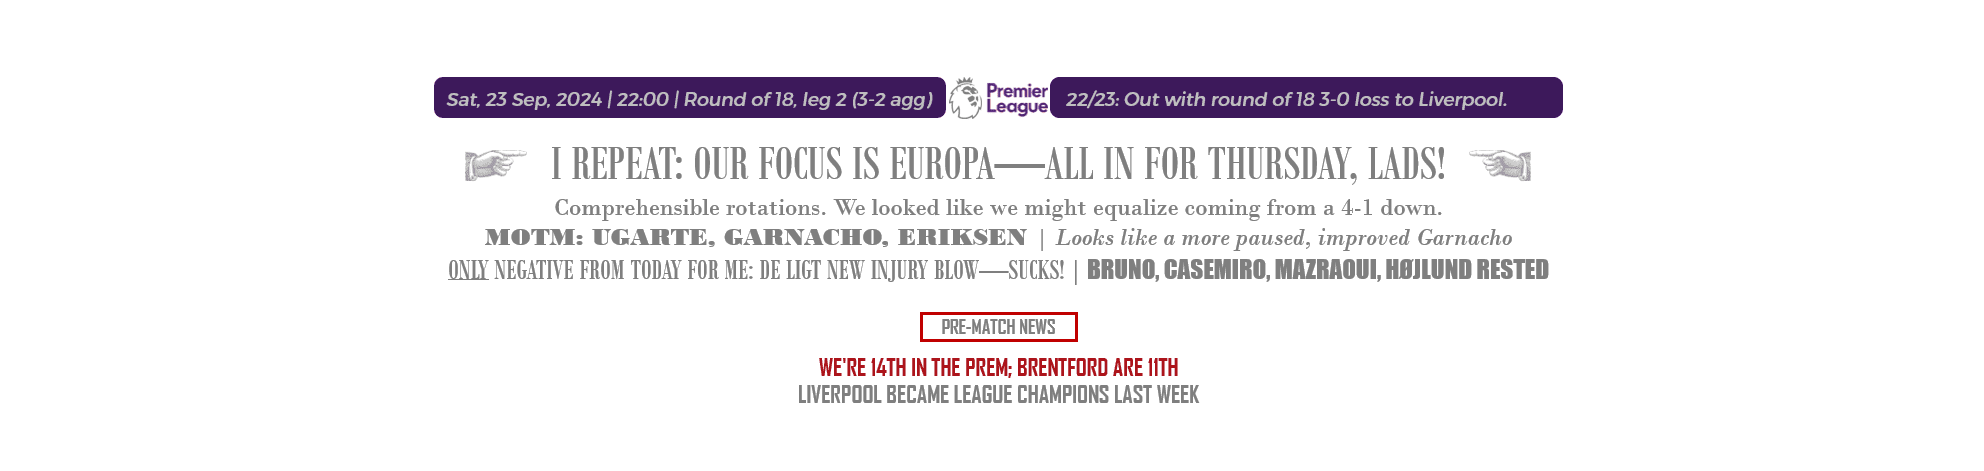 Sat, 23 Sep, 2024 | 22:00 | Round of 18, leg 2 (3-2 agg)
Premier League
22/23: Out with round of 18 3-0 loss to Liverpool.
I REPEAT: OUR FOCUS IS EUROPA—ALL IN FOR THURSDAY, LADS!
Comprehensible rotations. We looked like we might equalize coming from a 4-1 down.
MOTM: UGARTE, GARNACHO, ERIKSEN | Looks like a more paused, improved Garnacho
ONLY NEGATIVE FROM TODAY FOR ME: DE LIGT NEW INJURY BLOW—SUCKS! | BRUNO, CASEMIRO, MAZRAOUI, HØJLUND RESTED
PRE-MATCH NEWS
WE'RE 14TH IN THE PREM; BRENTFORD ARE 11TH
LIVERPOOL BECAME LEAGUE CHAMPIONS LAST WEEK